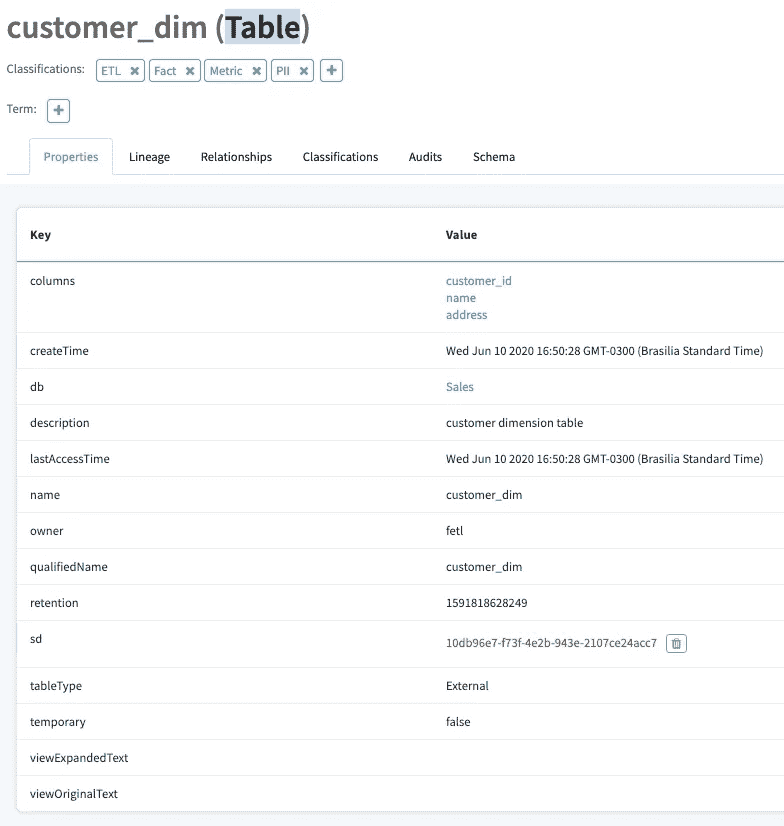 customer_dim (Table)
Classifications: ETL Fact Metric PII
Term:
Properties Lineage Relationships Classifications Audits Schema
Key Value
columns customer_id
name
address
createTime Wed Jun 10 2020 16:50:28 GMT-0300 (Brasilia Standard Time)
db Sales
description customer dimension table
lastAccessTime Wed Jun 10 2020 16:50:28 GMT-0300 (Brasilia Standard Time)
name customer_dim
owner fetl
qualifiedName customer_dim
retention 1591818628249
sd 10db96e7-f73f-4e2b-943e-2107ce24acc7
tableType External
temporary false
viewExpandedText
viewOriginalText